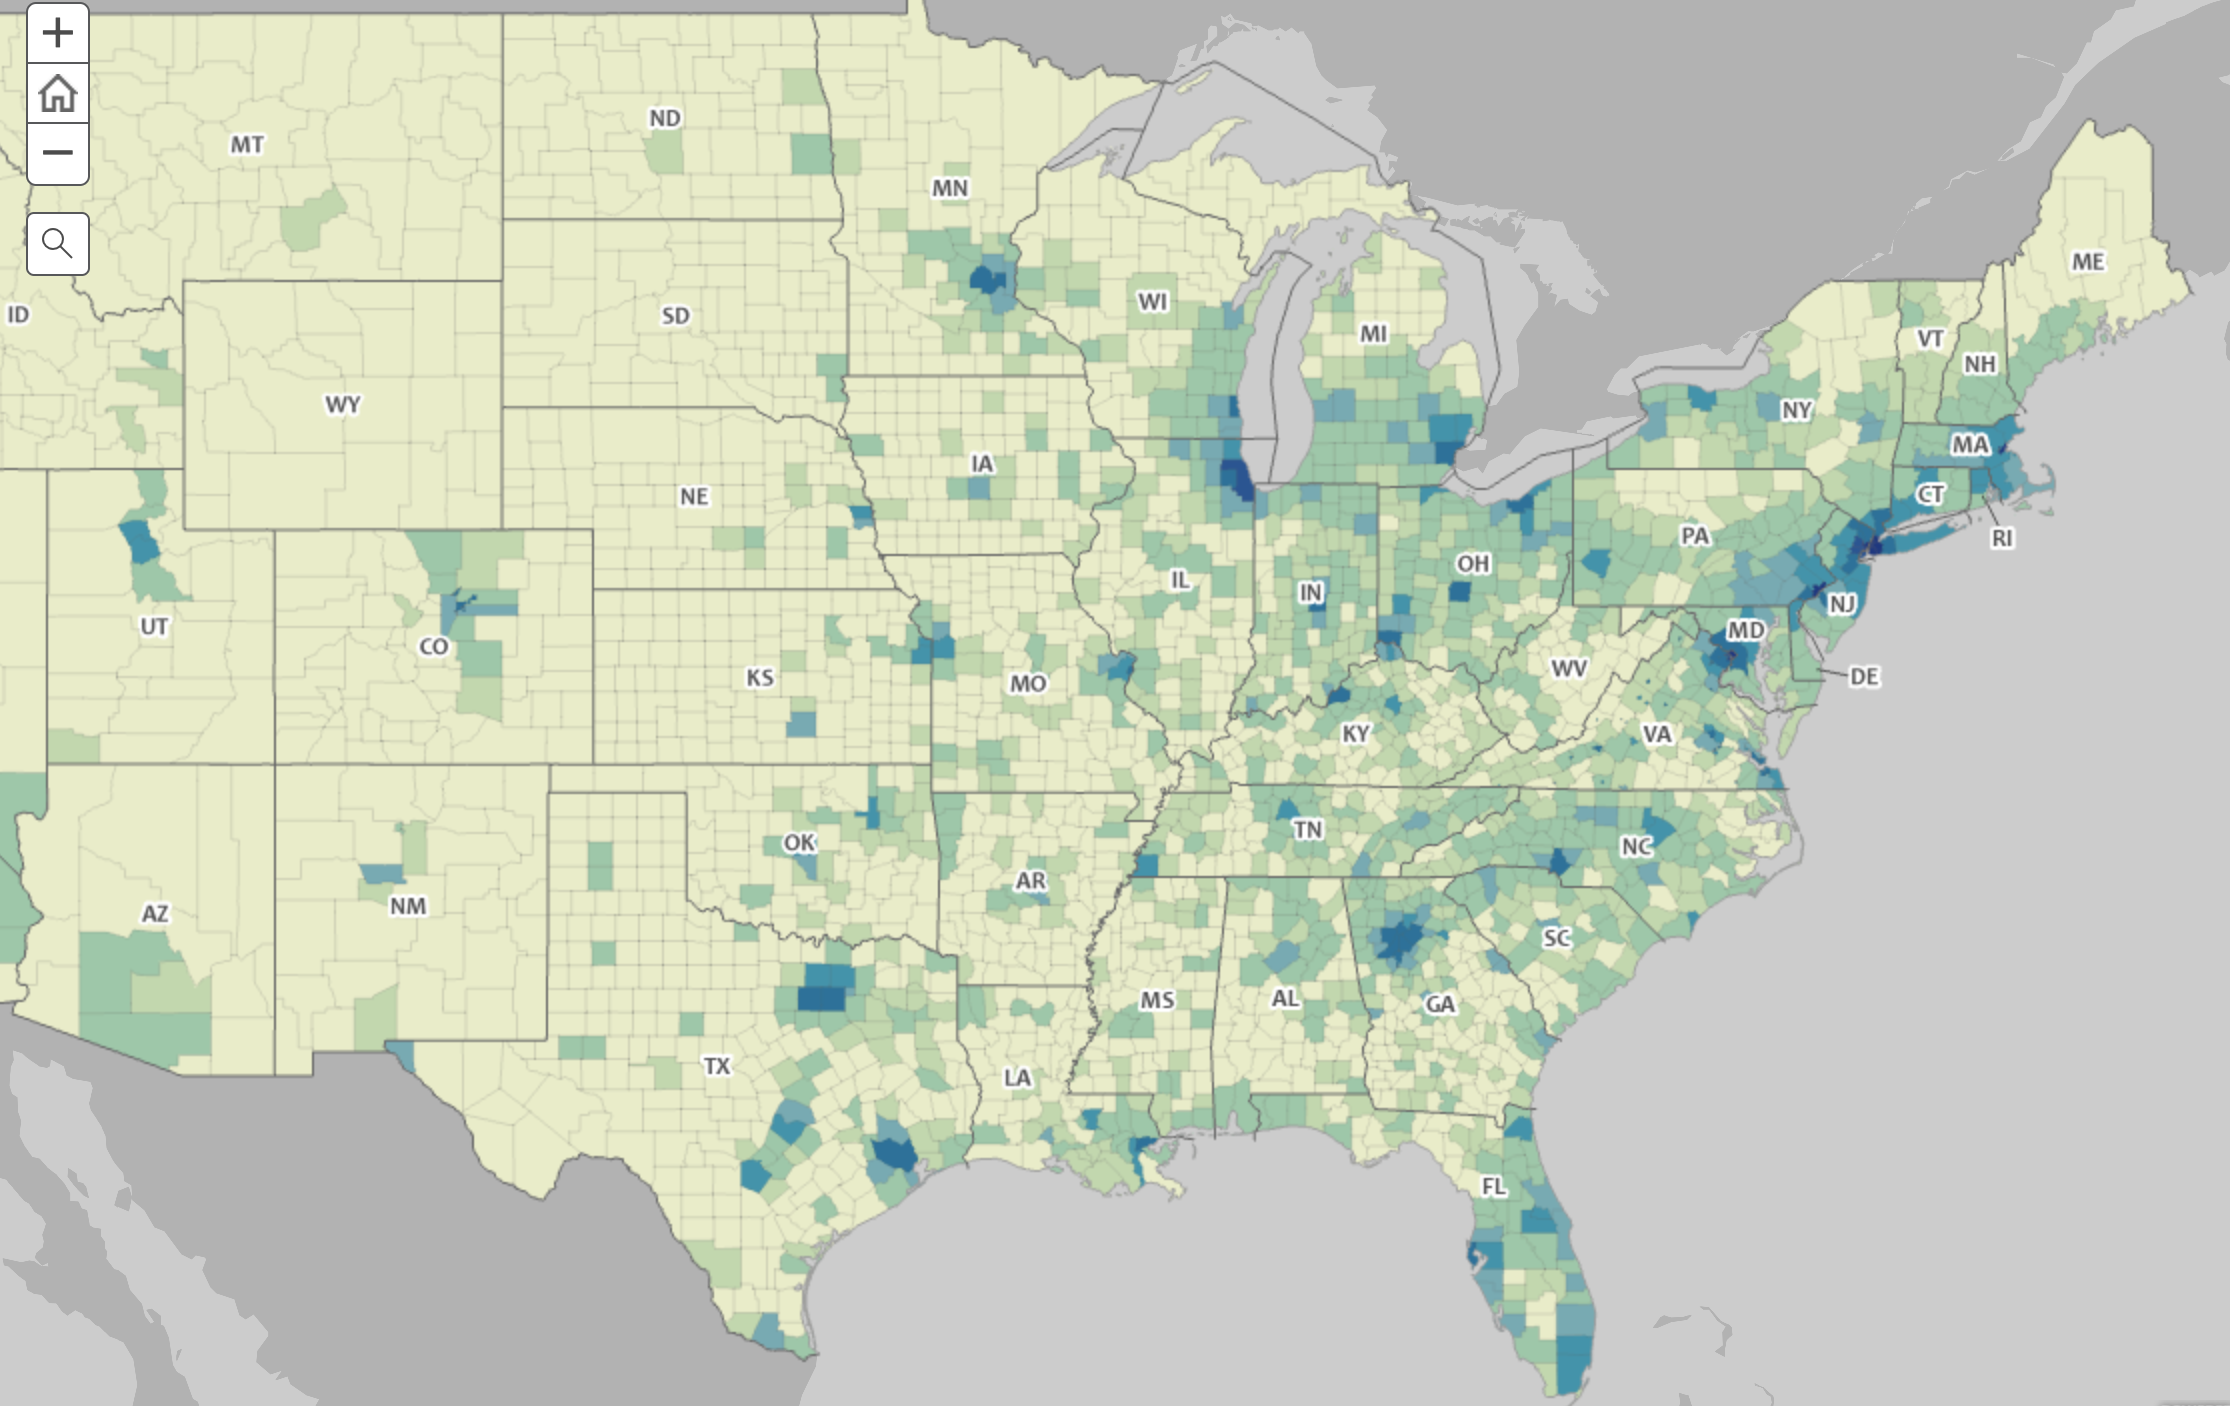 +
−
MT
ND
MN
ME
ID
SD
WI
MI
VT
NH
WY
NY
IA
MA
NE
CT
PA
RI
IL
IN
OH
UT
CO
NJ
MD
KS
MO
WV
DE
KY
VA
OK
TN
NC
AZ
NM
AR
SC
MS
AL
GA
TX
LA
FL